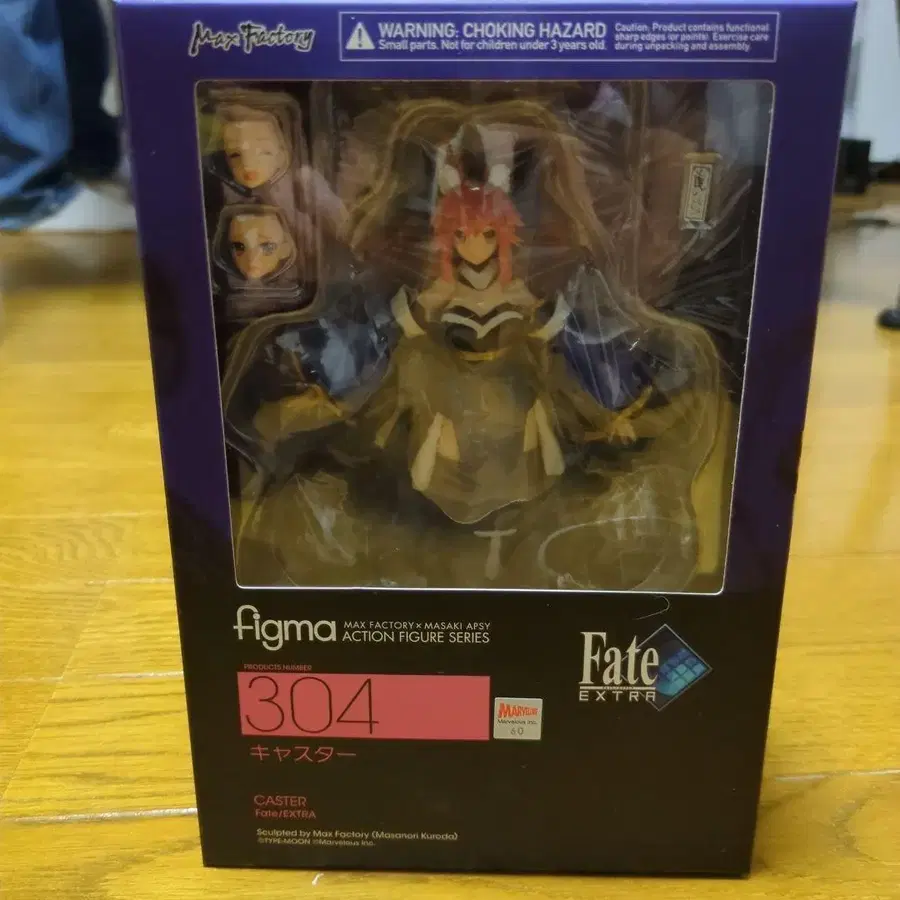 Max Factory
WARNING: CHOKING HAZARD
Small parts. Not for children under 3 years old.
Caution: Product contains functional
sharp edges (or points). Exercise care
during unpacking and assembly.
figma
MAX FACTORY×MASAKI APSY
ACTION FIGURE SERIES
Fate
EXTRA
PRODUCTS NUMBER
304
MARVELOUS
Marvelous Inc.
60
キャスター
CASTER
Fate/EXTRA
Sculpted by Max Factory (Masanori Kuroda)
©TYPE-MOON ©Marvelous Inc.